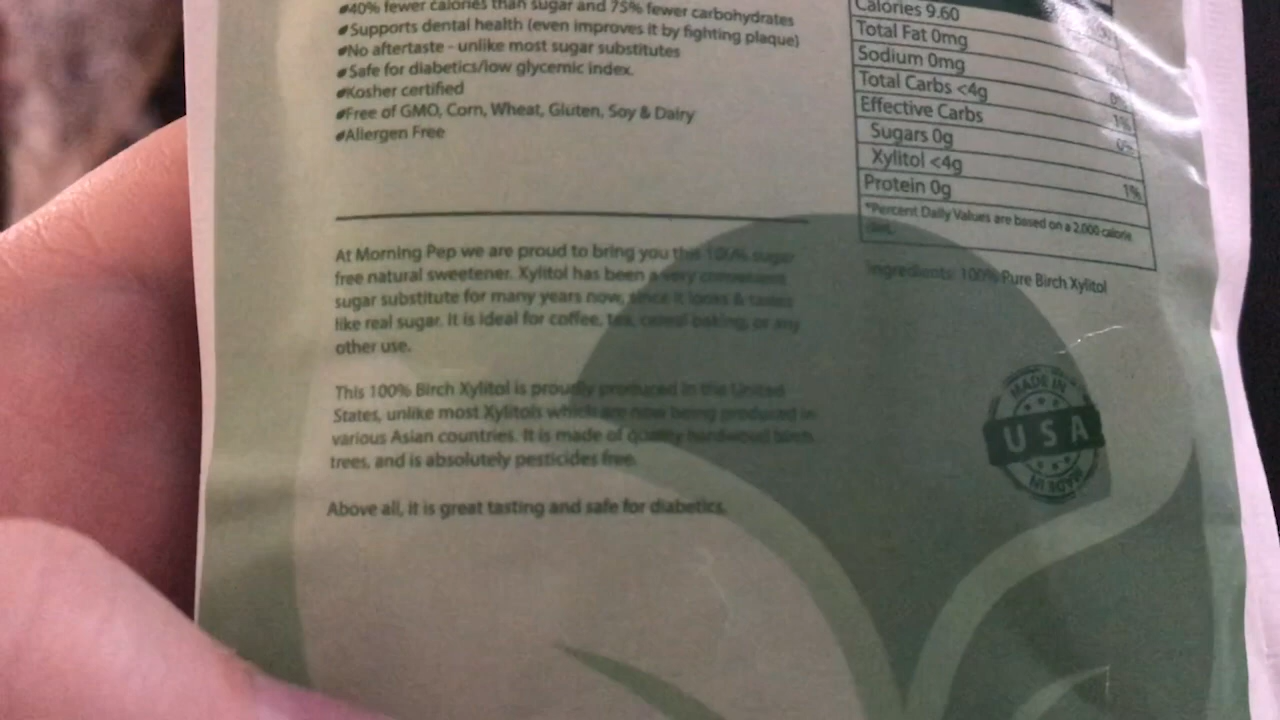 40% fewer calories than sugar and 75% fewer carbohydrates
Supports dental health (even improves it by fighting plaque)
No aftertaste - unlike most sugar substitutes
Safe for diabetics/low glycemic index.
Kosher certified
Free of GMO, Corn, Wheat, Gluten, Soy & Dairy
Allergen Free
At Morning Pep we are proud to bring you this 100% sugar
free natural sweetener. Xylitol has been a very convenient
sugar substitute for many years now, since it looks & tastes
like real sugar. It is ideal for coffee, tea, cereal baking, or any
other use.
This 100% Birch Xylitol is proudly produced in the United
States, unlike most Xylitols which are now being produced in
various Asian countries. It is made of quality hardwood birch
trees, and is absolutely pesticides free.
Above all, it is great tasting and safe for diabetics.
Calories 9.60
Total Fat 0mg
Sodium 0mg
Total Carbs <4g
Effective Carbs 1%
Sugars 0g 0%
Xylitol <4g
Protein 0g 1%
*Percent Daily Values are based on a 2,000 calorie
diet.
Ingredients: 100% Pure Birch Xylitol
MADE IN
USA
MADE IN